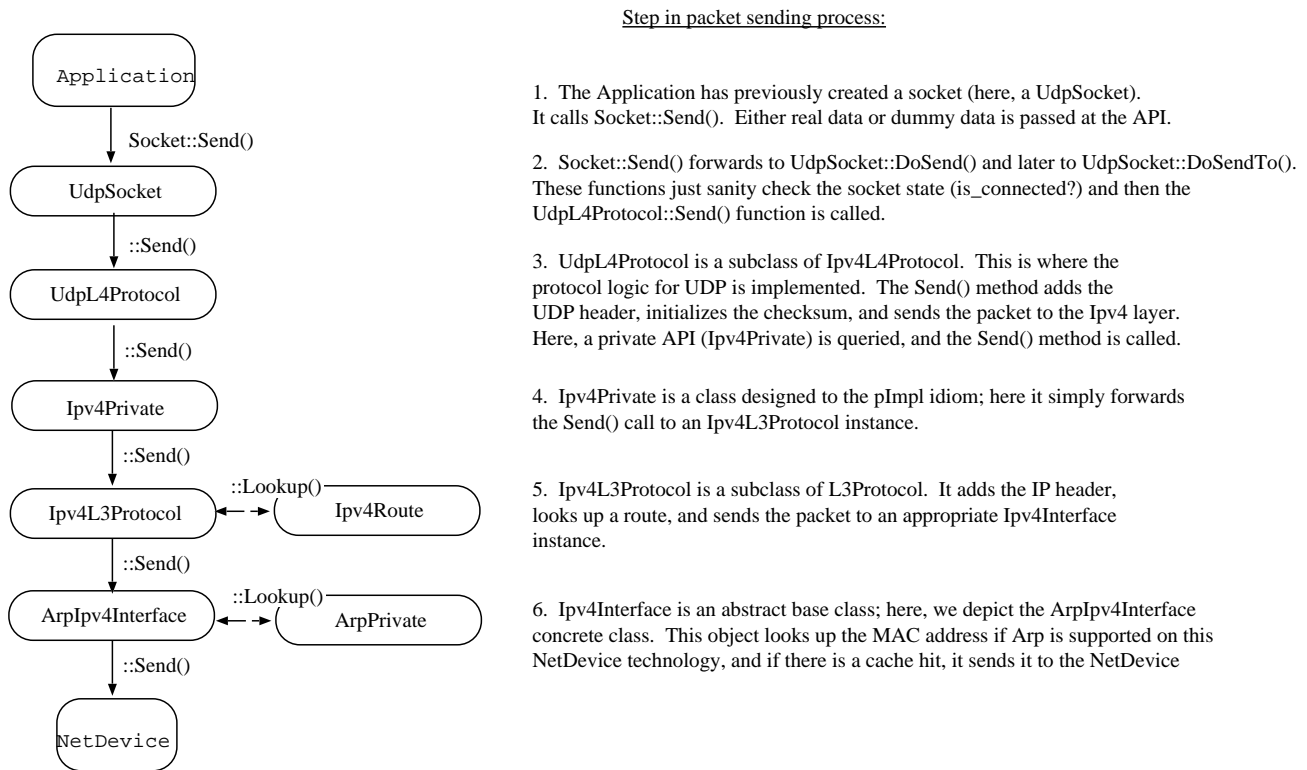 Step in packet sending process:
Application
Socket::Send()
UdpSocket
::Send()
UdpL4Protocol
::Send()
Ipv4Private
::Send()
Ipv4L3Protocol
::Lookup()
Ipv4Route
::Send()
ArpIpv4Interface
::Lookup()
ArpPrivate
::Send()
NetDevice
1. The Application has previously created a socket (here, a UdpSocket).
It calls Socket::Send(). Either real data or dummy data is passed at the API.
2. Socket::Send() forwards to UdpSocket::DoSend() and later to UdpSocket::DoSendTo().
These functions just sanity check the socket state (is_connected?) and then the
UdpL4Protocol::Send() function is called.
3. UdpL4Protocol is a subclass of Ipv4L4Protocol. This is where the
protocol logic for UDP is implemented. The Send() method adds the
UDP header, initializes the checksum, and sends the packet to the Ipv4 layer.
Here, a private API (Ipv4Private) is queried, and the Send() method is called.
4. Ipv4Private is a class designed to the pImpl idiom; here it simply forwards
the Send() call to an Ipv4L3Protocol instance.
5. Ipv4L3Protocol is a subclass of L3Protocol. It adds the IP header,
looks up a route, and sends the packet to an appropriate Ipv4Interface
instance.
6. Ipv4Interface is an abstract base class; here, we depict the ArpIpv4Interface
concrete class. This object looks up the MAC address if Arp is supported on this
NetDevice technology, and if there is a cache hit, it sends it to the NetDevice